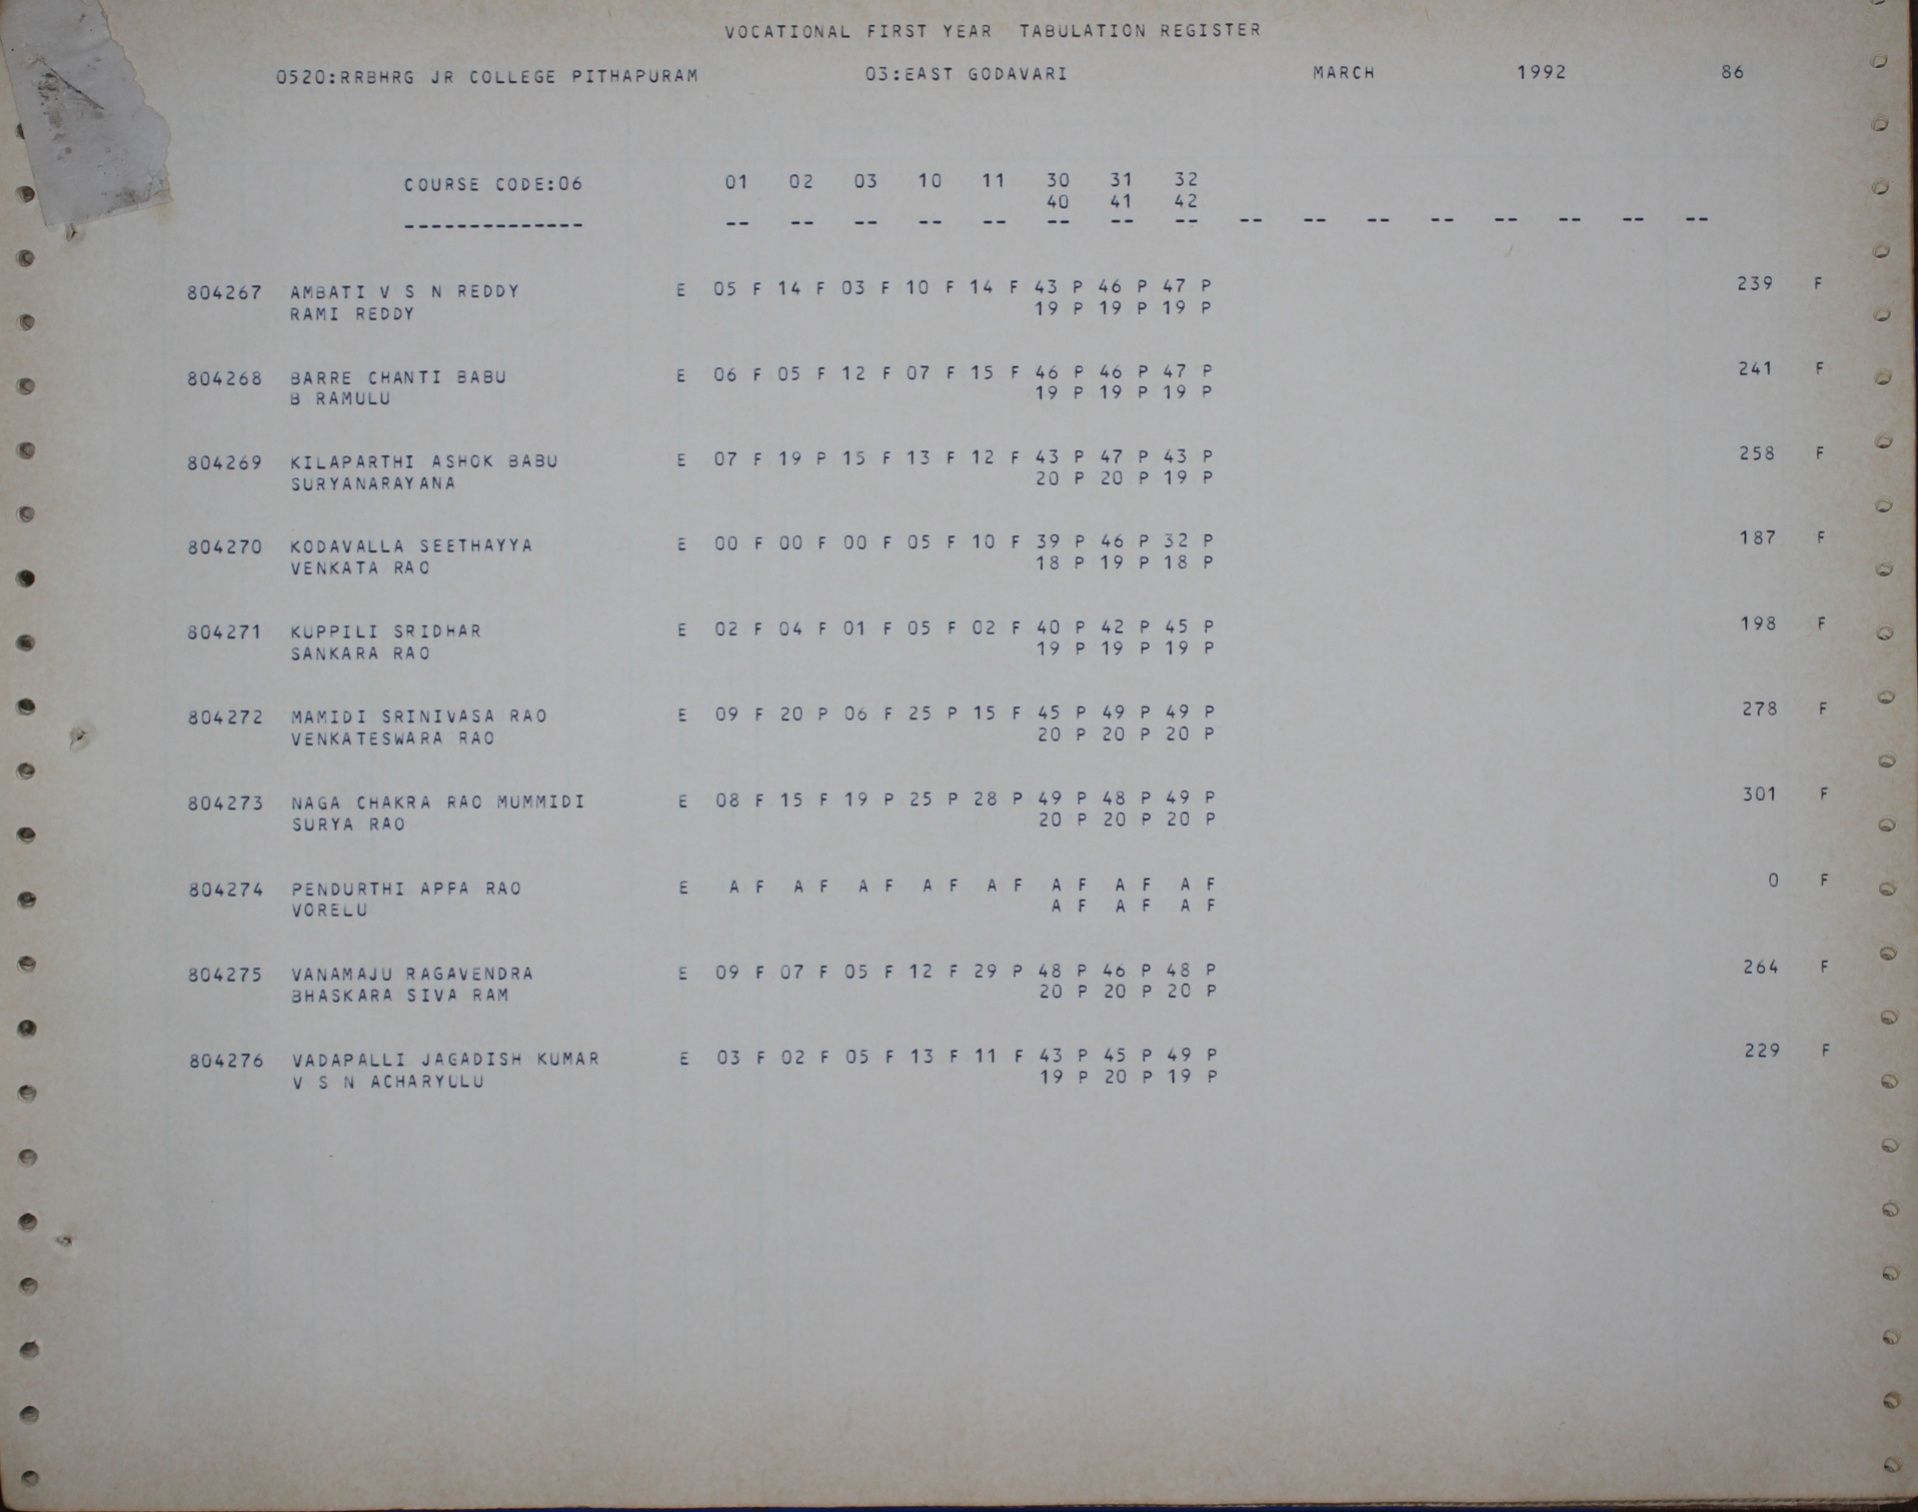 VOCATIONAL FIRST YEAR TABULATION REGISTER
0520:RRBHRG JR COLLEGE PITHAPURAM 03:EAST GODAVARI MARCH 1992 86
COURSE CODE:06 01 02 03 10 11 30 31 32
40 41 42
-------------- -- -- -- -- -- -- -- -- -- -- -- -- -- -- -- --
804267 AMBATI V S N REDDY E 05 F 14 F 03 F 10 F 14 F 43 P 46 P 47 P 239 F
RAMI REDDY 19 P 19 P 19 P
804268 BARRE CHANTI BABU E 06 F 05 F 12 F 07 F 15 F 46 P 46 P 47 P 241 F
B RAMULU 19 P 19 P 19 P
804269 KILAPARTHI ASHOK BABU E 07 F 19 P 15 F 13 F 12 F 43 P 47 P 43 P 258 F
SURYANARAYANA 20 P 20 P 19 P
804270 KODAVALLA SEETHAYYA E 00 F 00 F 00 F 05 F 10 F 39 P 46 P 32 P 187 F
VENKATA RAO 18 P 19 P 18 P
804271 KUPPILI SRIDHAR E 02 F 04 F 01 F 05 F 02 F 40 P 42 P 45 P 198 F
SANKARA RAO 19 P 19 P 19 P
804272 MAMIDI SRINIVASA RAO E 09 F 20 P 06 F 25 P 15 F 45 P 49 P 49 P 278 F
VENKATESWARA RAO 20 P 20 P 20 P
804273 NAGA CHAKRA RAO MUMMIDI E 08 F 15 F 19 P 25 P 28 P 49 P 48 P 49 P 301 F
SURYA RAO 20 P 20 P 20 P
804274 PENDURTHI APPA RAO E A F A F A F A F A F A F A F A F 0 F
VORELU A F A F A F
804275 VANAMAJU RAGAVENDRA E 09 F 07 F 05 F 12 F 29 P 48 P 46 P 48 P 264 F
BHASKARA SIVA RAM 20 P 20 P 20 P
804276 VADAPALLI JAGADISH KUMAR E 03 F 02 F 05 F 13 F 11 F 43 P 45 P 49 P 229 F
V S N ACHARYULU 19 P 20 P 19 P